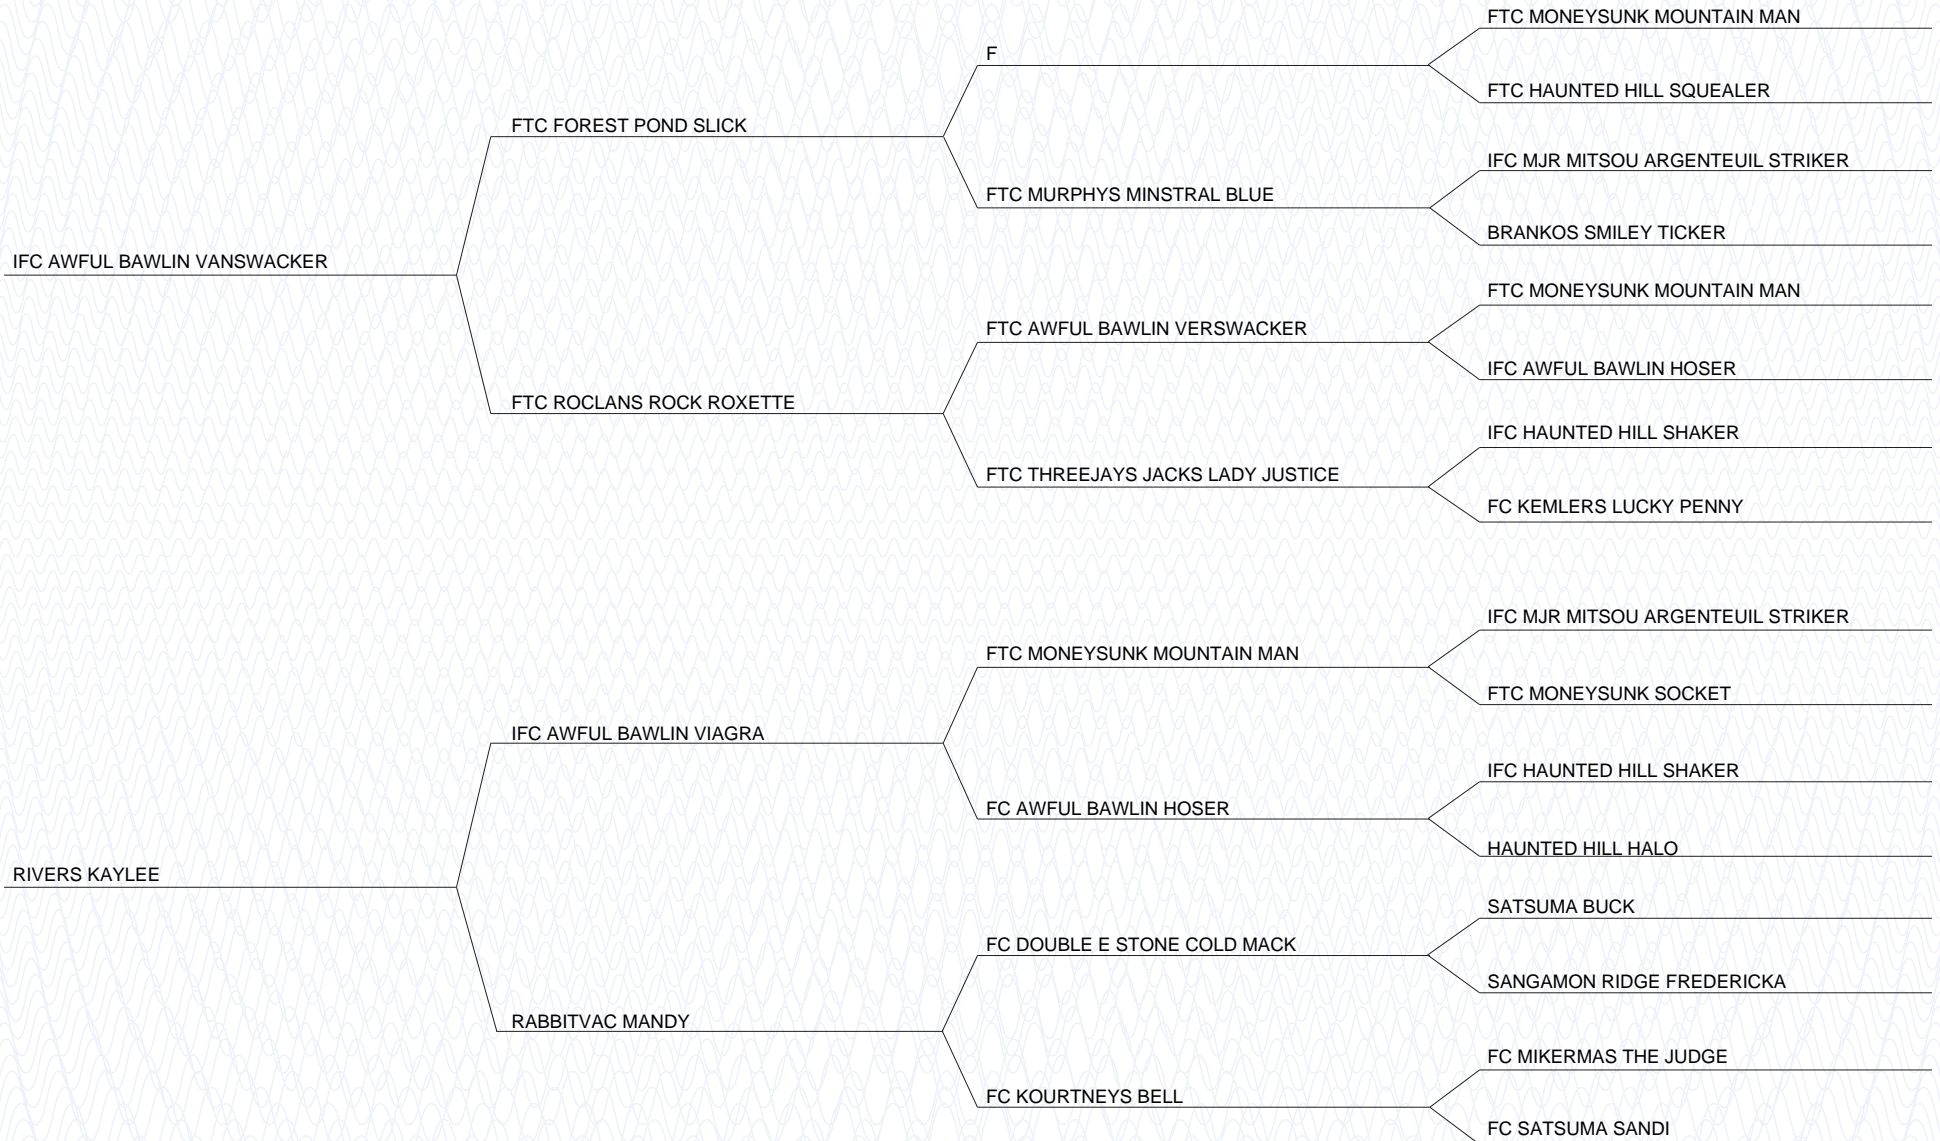 FTC MONEYSUNK MOUNTAIN MAN
F
FTC HAUNTED HILL SQUEALER
FTC FOREST POND SLICK
IFC MJR MITSOU ARGENTEUIL STRIKER
FTC MURPHYS MINSTRAL BLUE
BRANKOS SMILEY TICKER
IFC AWFUL BAWLIN VANSWACKER
FTC MONEYSUNK MOUNTAIN MAN
FTC AWFUL BAWLIN VERSWACKER
IFC AWFUL BAWLIN HOSER
FTC ROCLANS ROCK ROXETTE
IFC HAUNTED HILL SHAKER
FTC THREEJAYS JACKS LADY JUSTICE
FC KEMLERS LUCKY PENNY
IFC MJR MITSOU ARGENTEUIL STRIKER
FTC MONEYSUNK MOUNTAIN MAN
FTC MONEYSUNK SOCKET
IFC AWFUL BAWLIN VIAGRA
IFC HAUNTED HILL SHAKER
FC AWFUL BAWLIN HOSER
HAUNTED HILL HALO
RIVERS KAYLEE
SATSUMA BUCK
FC DOUBLE E STONE COLD MACK
SANGAMON RIDGE FREDERICKA
RABBITVAC MANDY
FC MIKERMAS THE JUDGE
FC KOURTNEYS BELL
FC SATSUMA SANDI